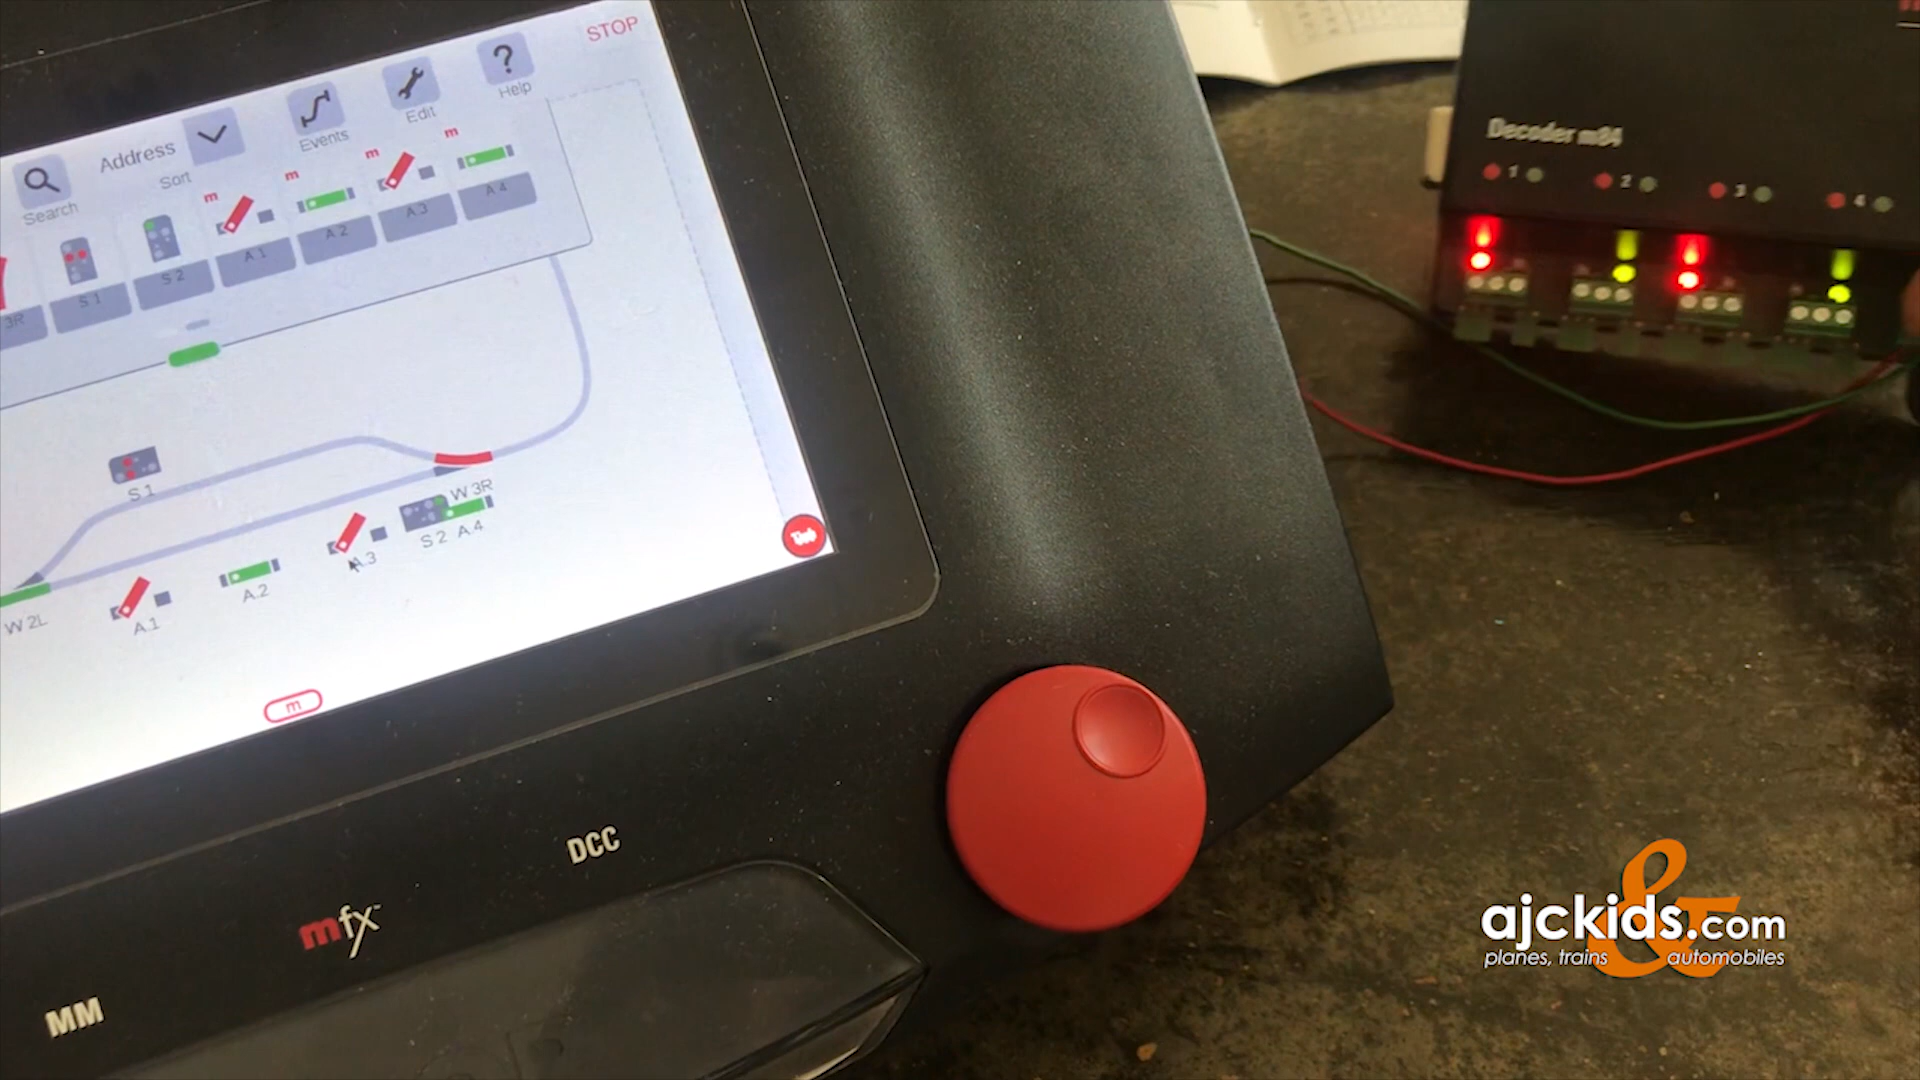 STOP
Help
Edit
Events
Address
Sort
Search
m
m
m
m
3R
S 1
S 2
A 1
A 2
A 3
A 4
S 1
W 3R
S 2
A.4
A.3
A.2
A.1
W 2L
m
DCC
mfx
MM
Decoder m84
1
2
3
4
ajckids.com
planes, trains & automobiles